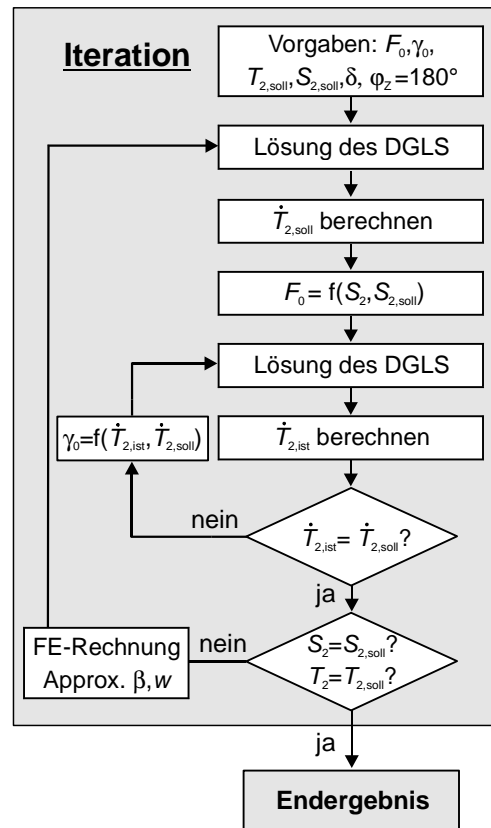 Iteration
Vorgaben: F₀,γ₀,
T₂,soll,S₂,soll,δ, φ_Z=180°
Lösung des DGLS
Ṫ₂,soll berechnen
F₀= f(S₂,S₂,soll)
Lösung des DGLS
γ₀=f(Ṫ₂,ist,Ṫ₂,soll)
Ṫ₂,ist berechnen
nein
Ṫ₂,ist= Ṫ₂,soll?
ja
FE-Rechnung
Approx. β,w
nein
S₂=S₂,soll?
T₂=T₂,soll?
ja
Endergebnis